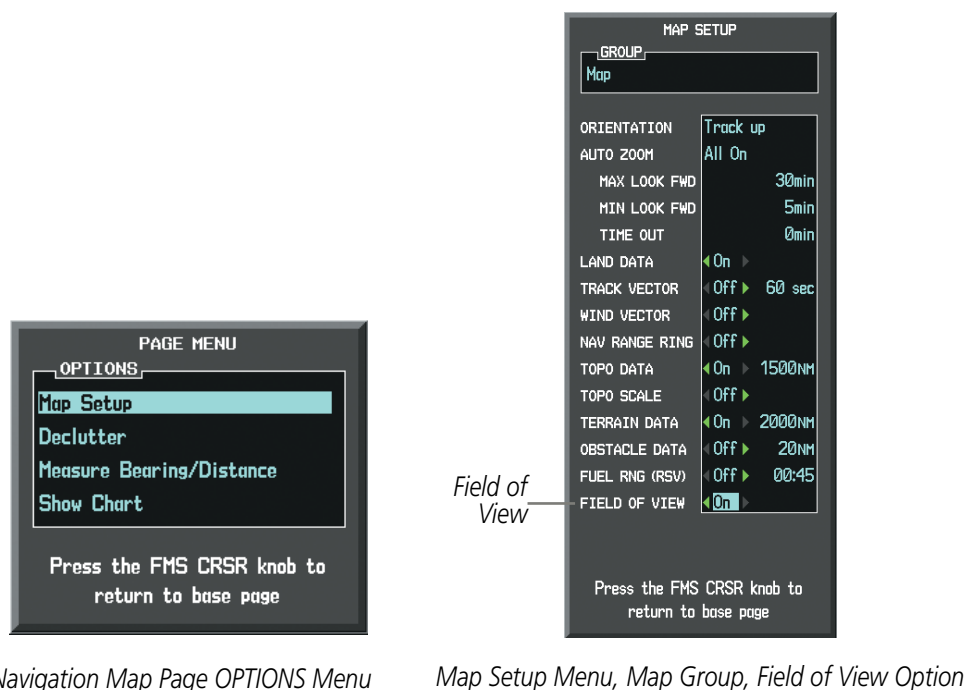 PAGE MENU
OPTIONS
Map Setup
Declutter
Measure Bearing/Distance
Show Chart
Press the FMS CRSR knob to
return to base page
Navigation Map Page OPTIONS Menu
MAP SETUP
GROUP
Map
ORIENTATION Track up
AUTO ZOOM All On
MAX LOOK FWD 30min
MIN LOOK FWD 5min
TIME OUT 0min
LAND DATA On
TRACK VECTOR Off 60 sec
WIND VECTOR Off
NAV RANGE RING Off
TOPO DATA On 1500NM
TOPO SCALE Off
TERRAIN DATA On 2000NM
OBSTACLE DATA Off 20NM
FUEL RNG (RSV) Off 00:45
FIELD OF VIEW On
Field of
View
Press the FMS CRSR knob to
return to base page
Map Setup Menu, Map Group, Field of View Option